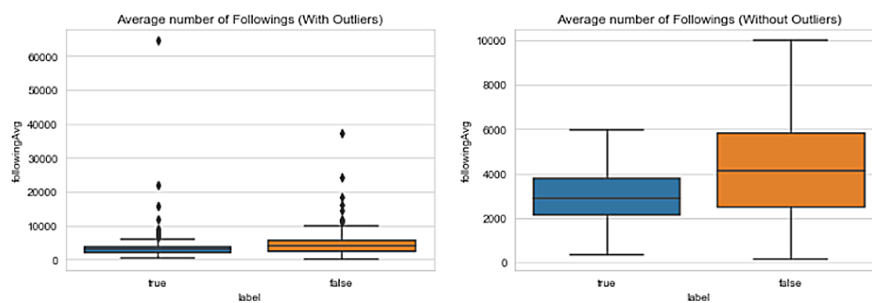 Average number of Followings (With Outliers)
60000
50000
40000
30000
20000
10000
0
followingAvg
true
false
label
Average number of Followings (Without Outliers)
10000
8000
6000
4000
2000
0
followingAvg
true
false
label